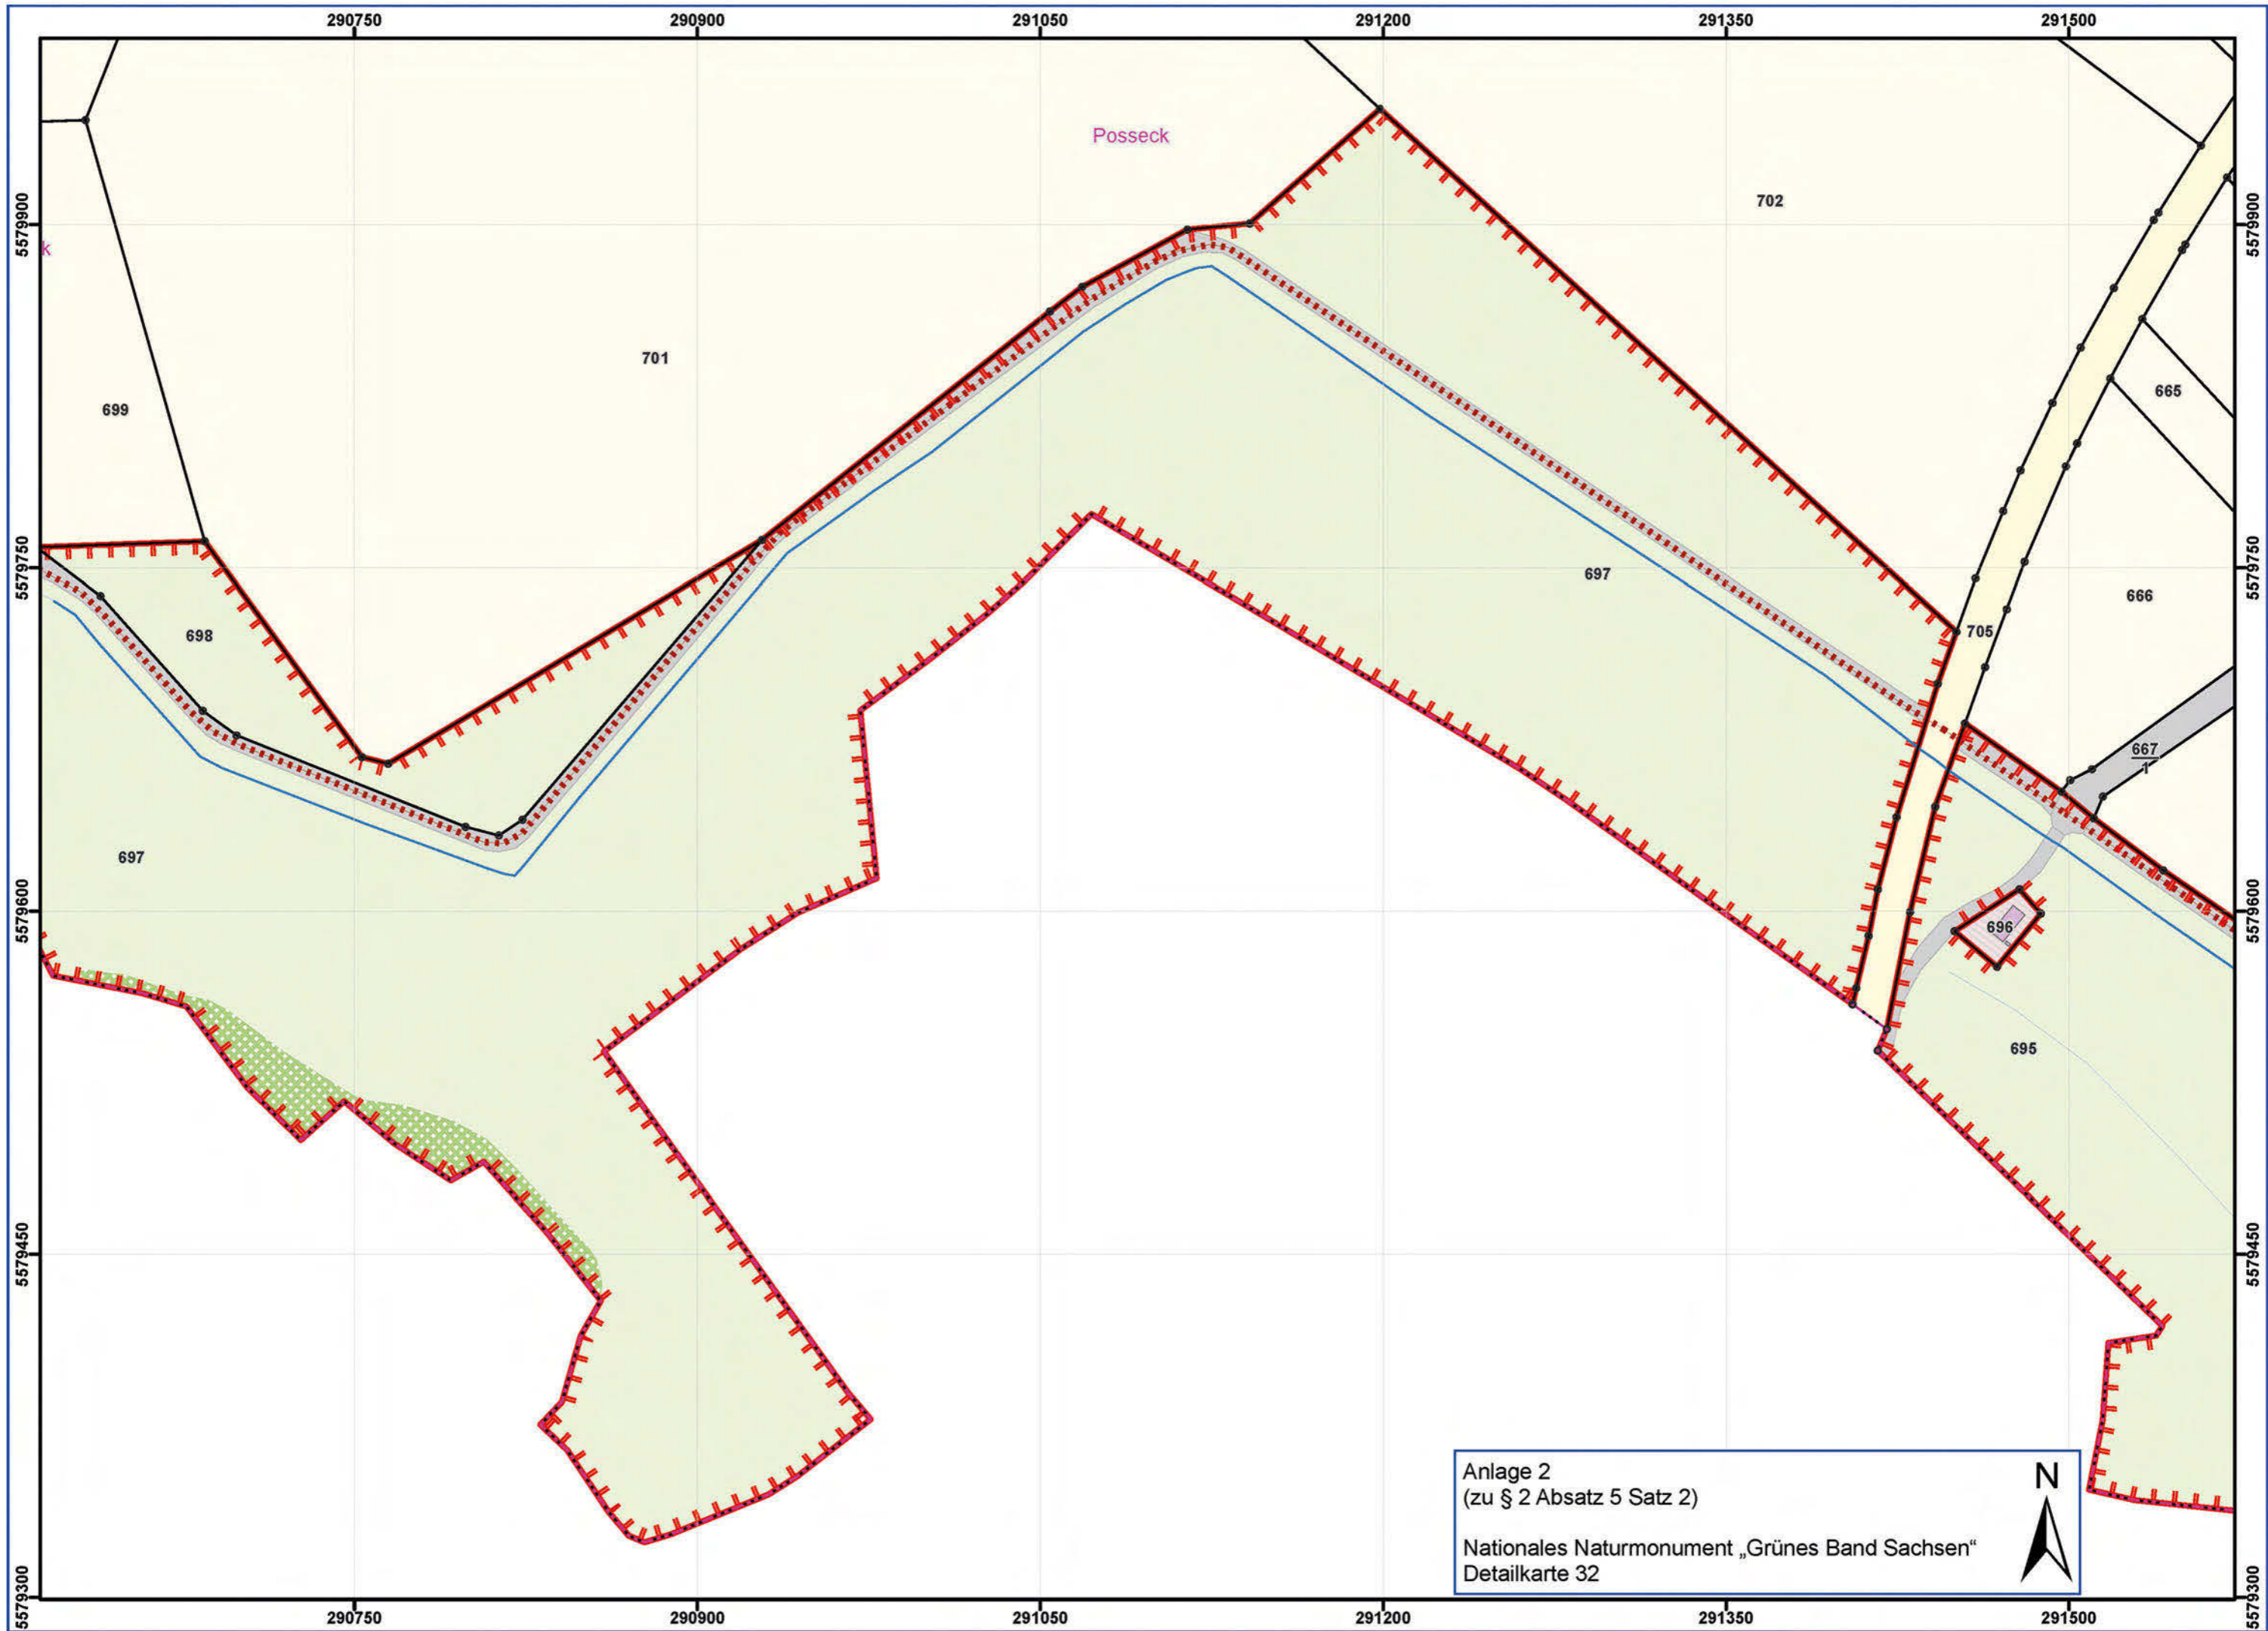 290750 290900 291050 291200 291350 291500
Posseck
702
5579900 5579900
k
701
699
665
5579750 5579750
697
666
698
705
667
1
697
5579600 5579600
696
695
5579450 5579450
Anlage 2
(zu § 2 Absatz 5 Satz 2)
N
Nationales Naturmonument „Grünes Band Sachsen“
Detailkarte 32
5579300 5579300
290750 290900 291050 291200 291350 291500